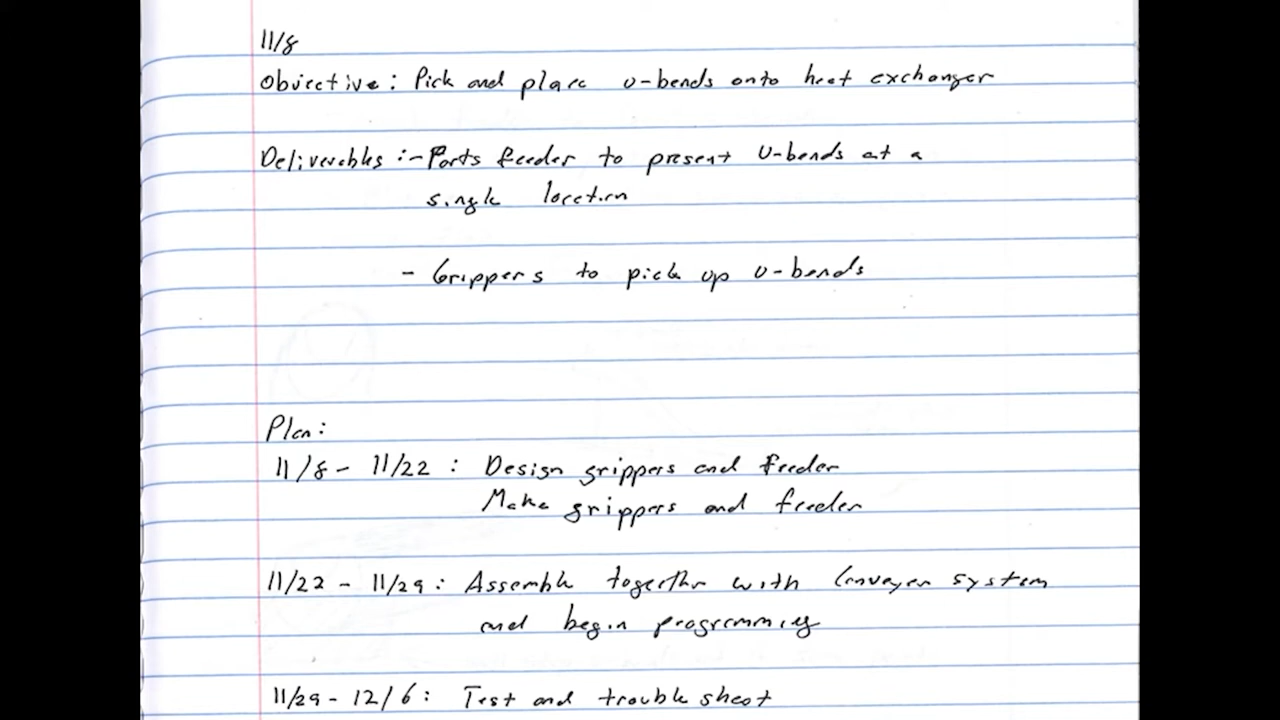 11/8
Objective: Pick and place U-bends onto heat exchanger
Deliverables: - Parts feeder to present U-bends at a
single location
- Grippers to pick up U-bends
Plan:
11/8 - 11/22: Design grippers and feeder
Make grippers and feeder
11/22 - 11/29: Assemble together with conveyer system
and begin programming
11/29 - 12/6: Test and trouble shoot